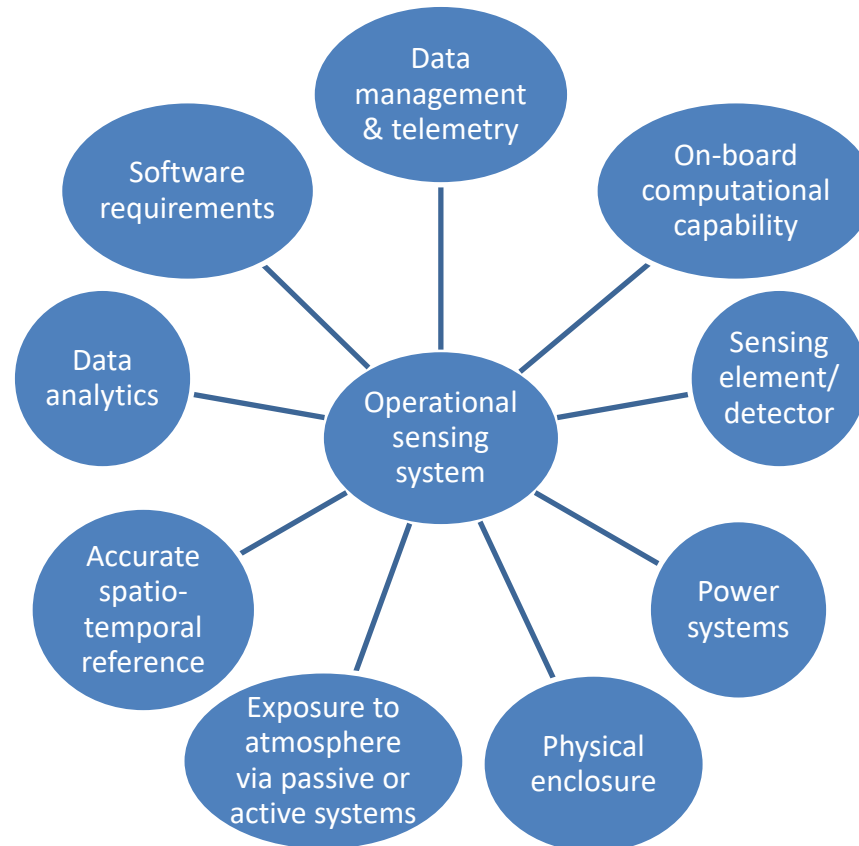 Data
management
& telemetry
On-board
computational
capability
Sensing
element/
detector
Power
systems
Physical
enclosure
Exposure to
atmosphere
via passive or
active systems
Accurate
spatio-
temporal
reference
Data
analytics
Software
requirements
Operational
sensing
system